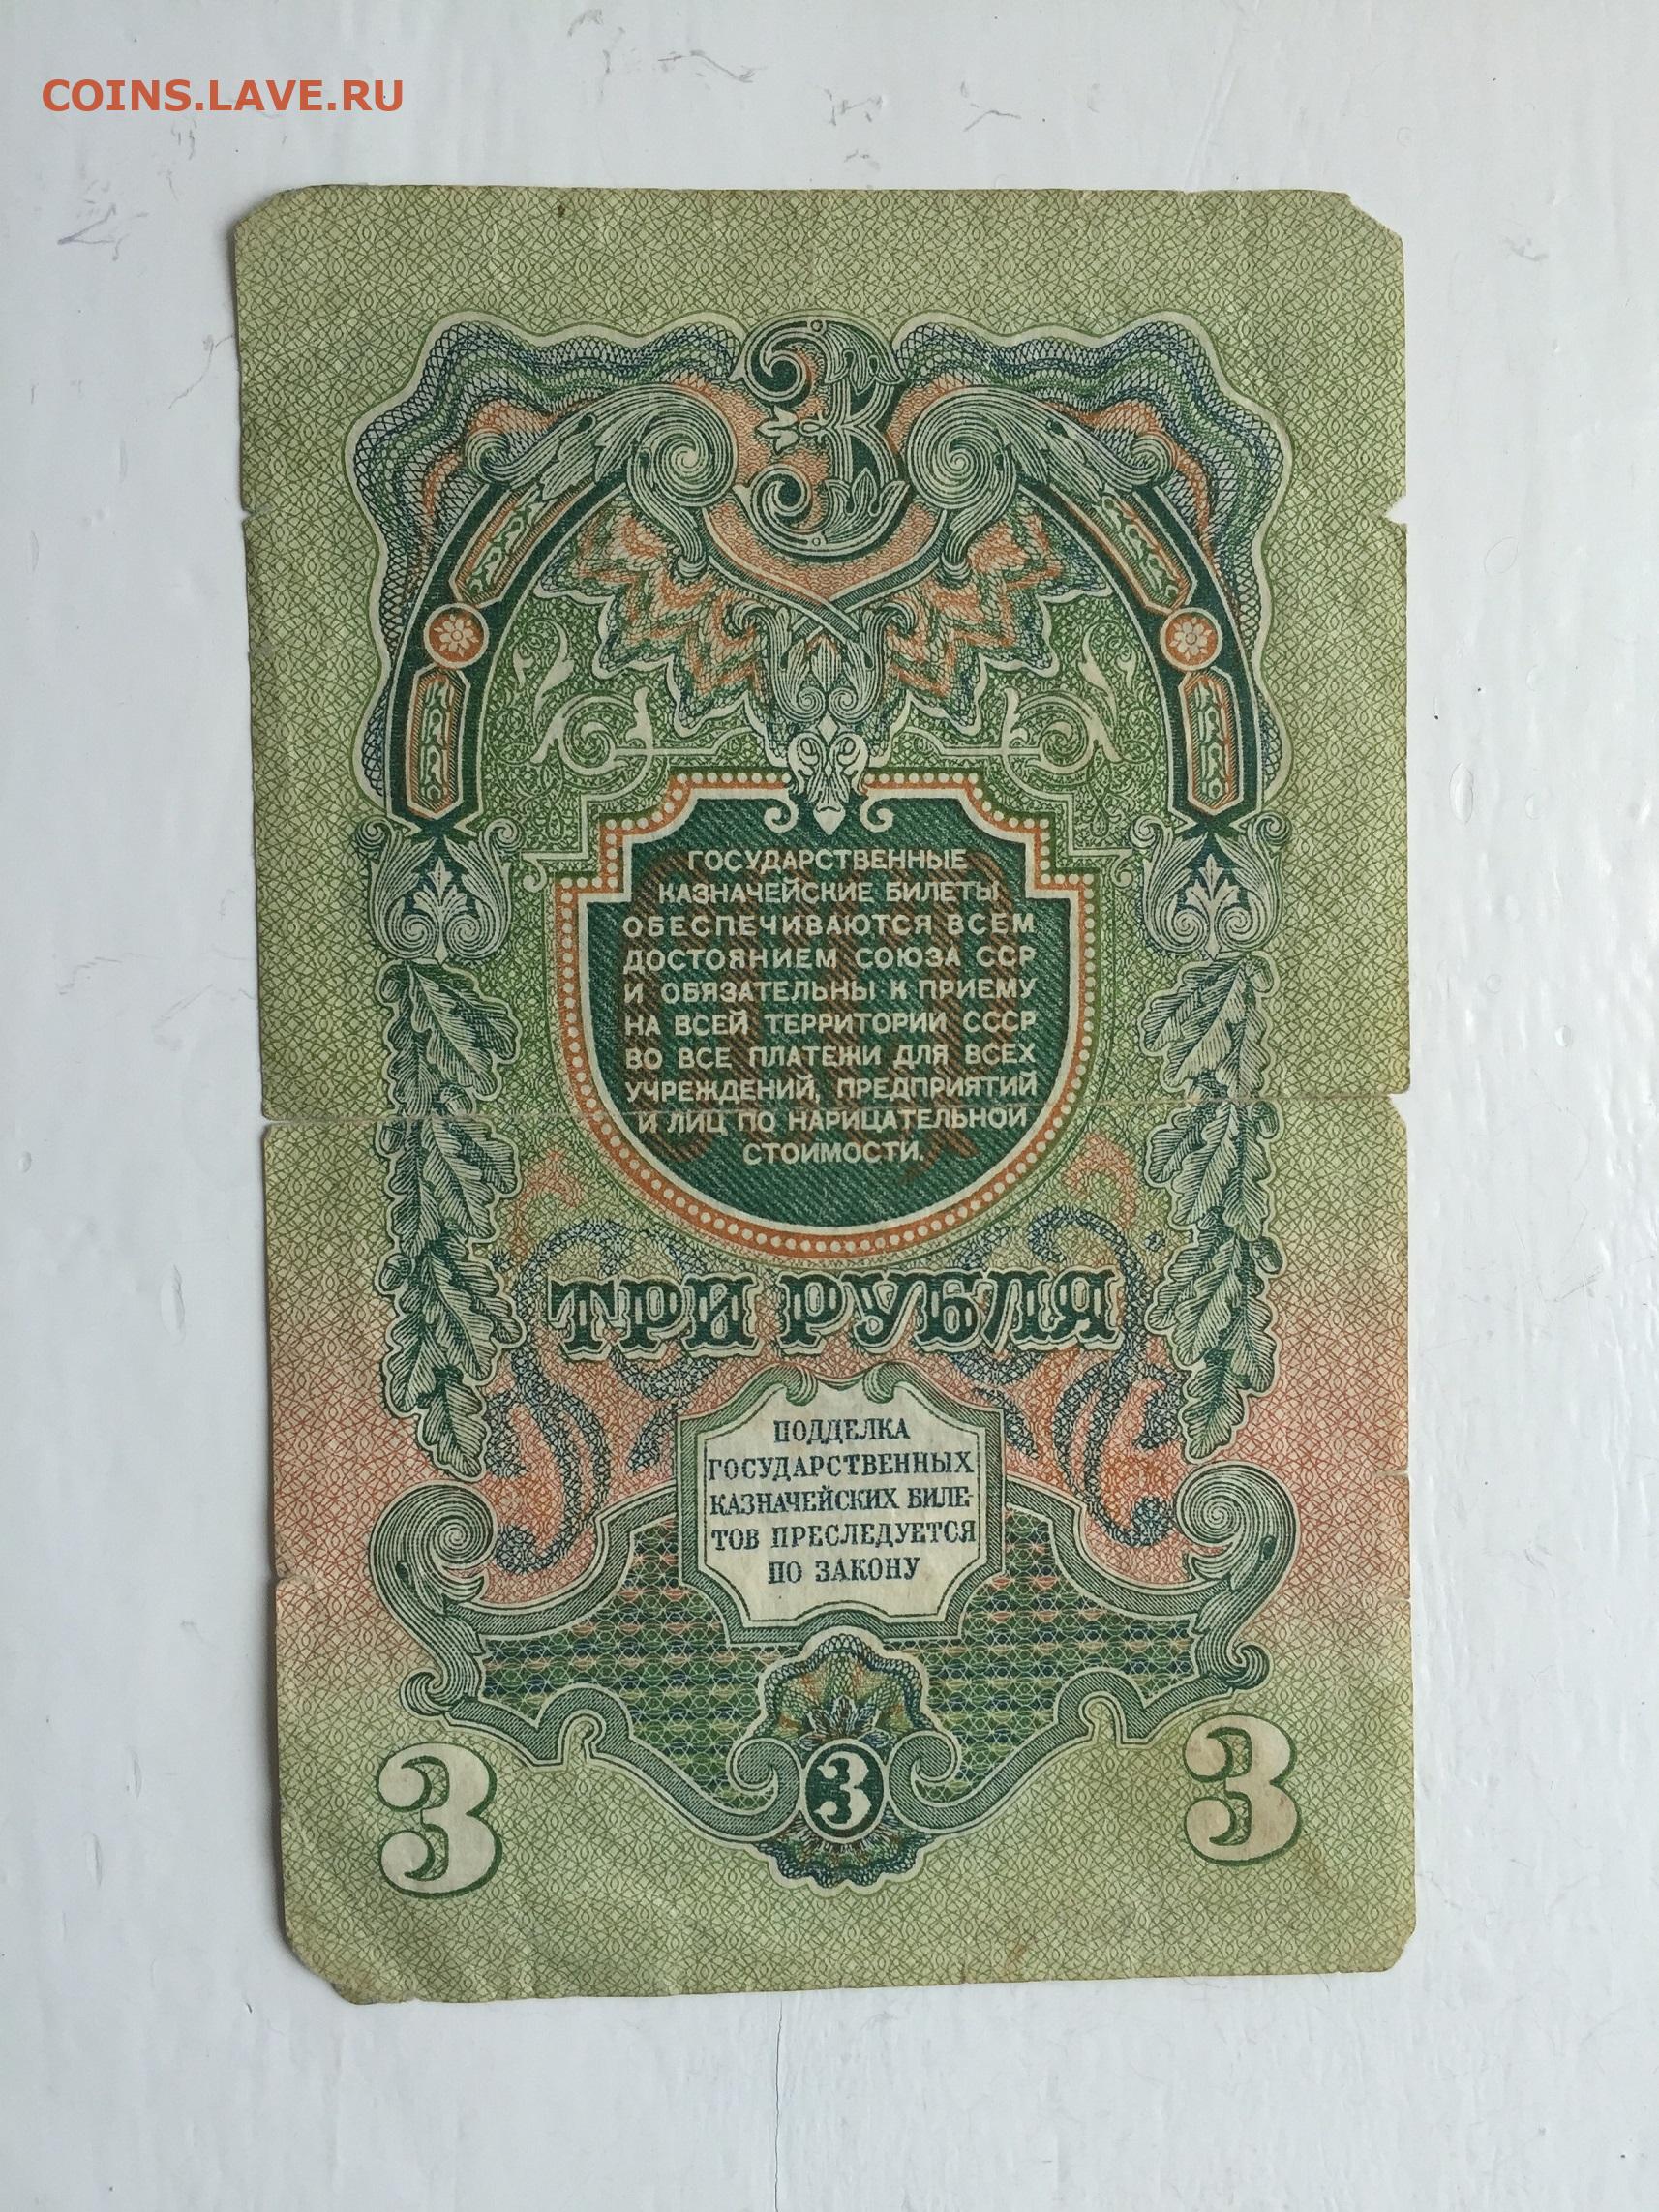 COINS.LAVE.RU
3
ГОСУДАРСТВЕННЫЕ
КАЗНАЧЕЙСКИЕ БИЛЕТЫ
ОБЕСПЕЧИВАЮТСЯ ВСЕМ
ДОСТОЯНИЕМ СОЮЗА ССР
И ОБЯЗАТЕЛЬНЫ К ПРИЕМУ
НА ВСЕЙ ТЕРРИТОРИИ СССР
ВО ВСЕ ПЛАТЕЖИ ДЛЯ ВСЕХ
УЧРЕЖДЕНИЙ, ПРЕДПРИЯТИЙ
И ЛИЦ ПО НАРИЦАТЕЛЬНОЙ
СТОИМОСТИ.
ТРИ РУБЛЯ
ПОДДЕЛКА
ГОСУДАРСТВЕННЫХ
КАЗНАЧЕЙСКИХ БИЛЕ-
ТОВ ПРЕСЛЕДУЕТСЯ
ПО ЗАКОНУ
3 3 3